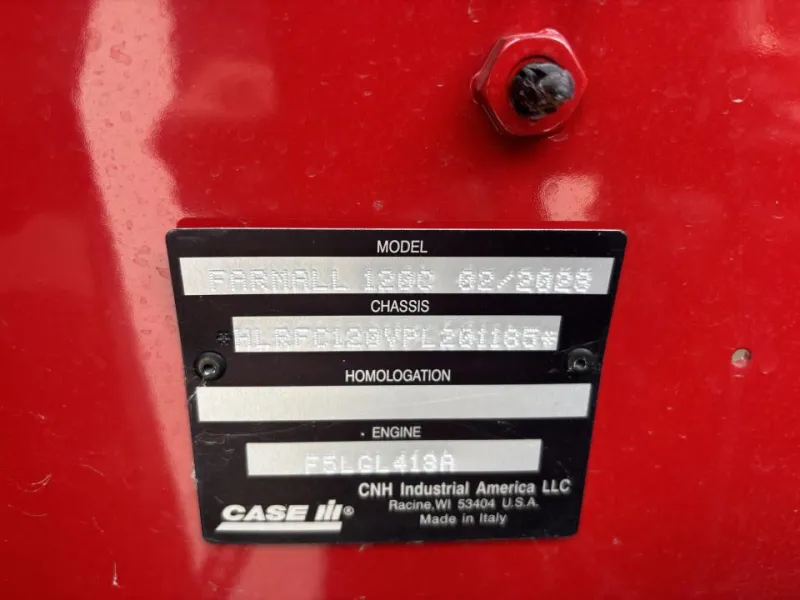 MODEL
FARMALL 120C 02/2023
CHASSIS
*HLRFC120VPL201185*
HOMOLOGATION
ENGINE
F5LGL413A
CNH Industrial America LLC
Racine,WI 53404 U.S.A.
Made in Italy
CASE IH®